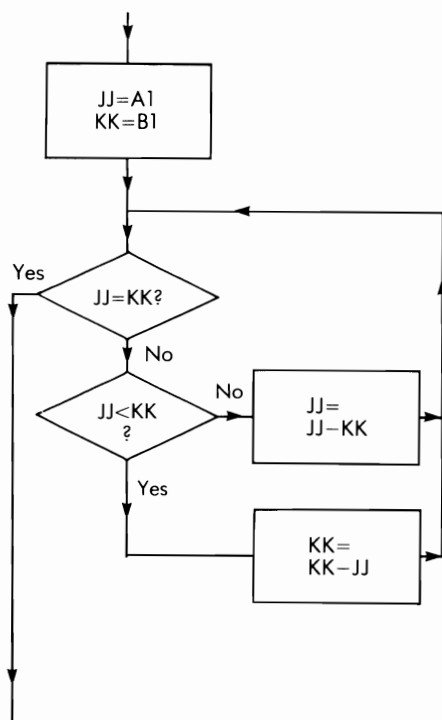 JJ=A1
KK=B1
Yes
JJ=KK?
No
JJ<KK
?
No
JJ=
JJ−KK
Yes
KK=
KK−JJ